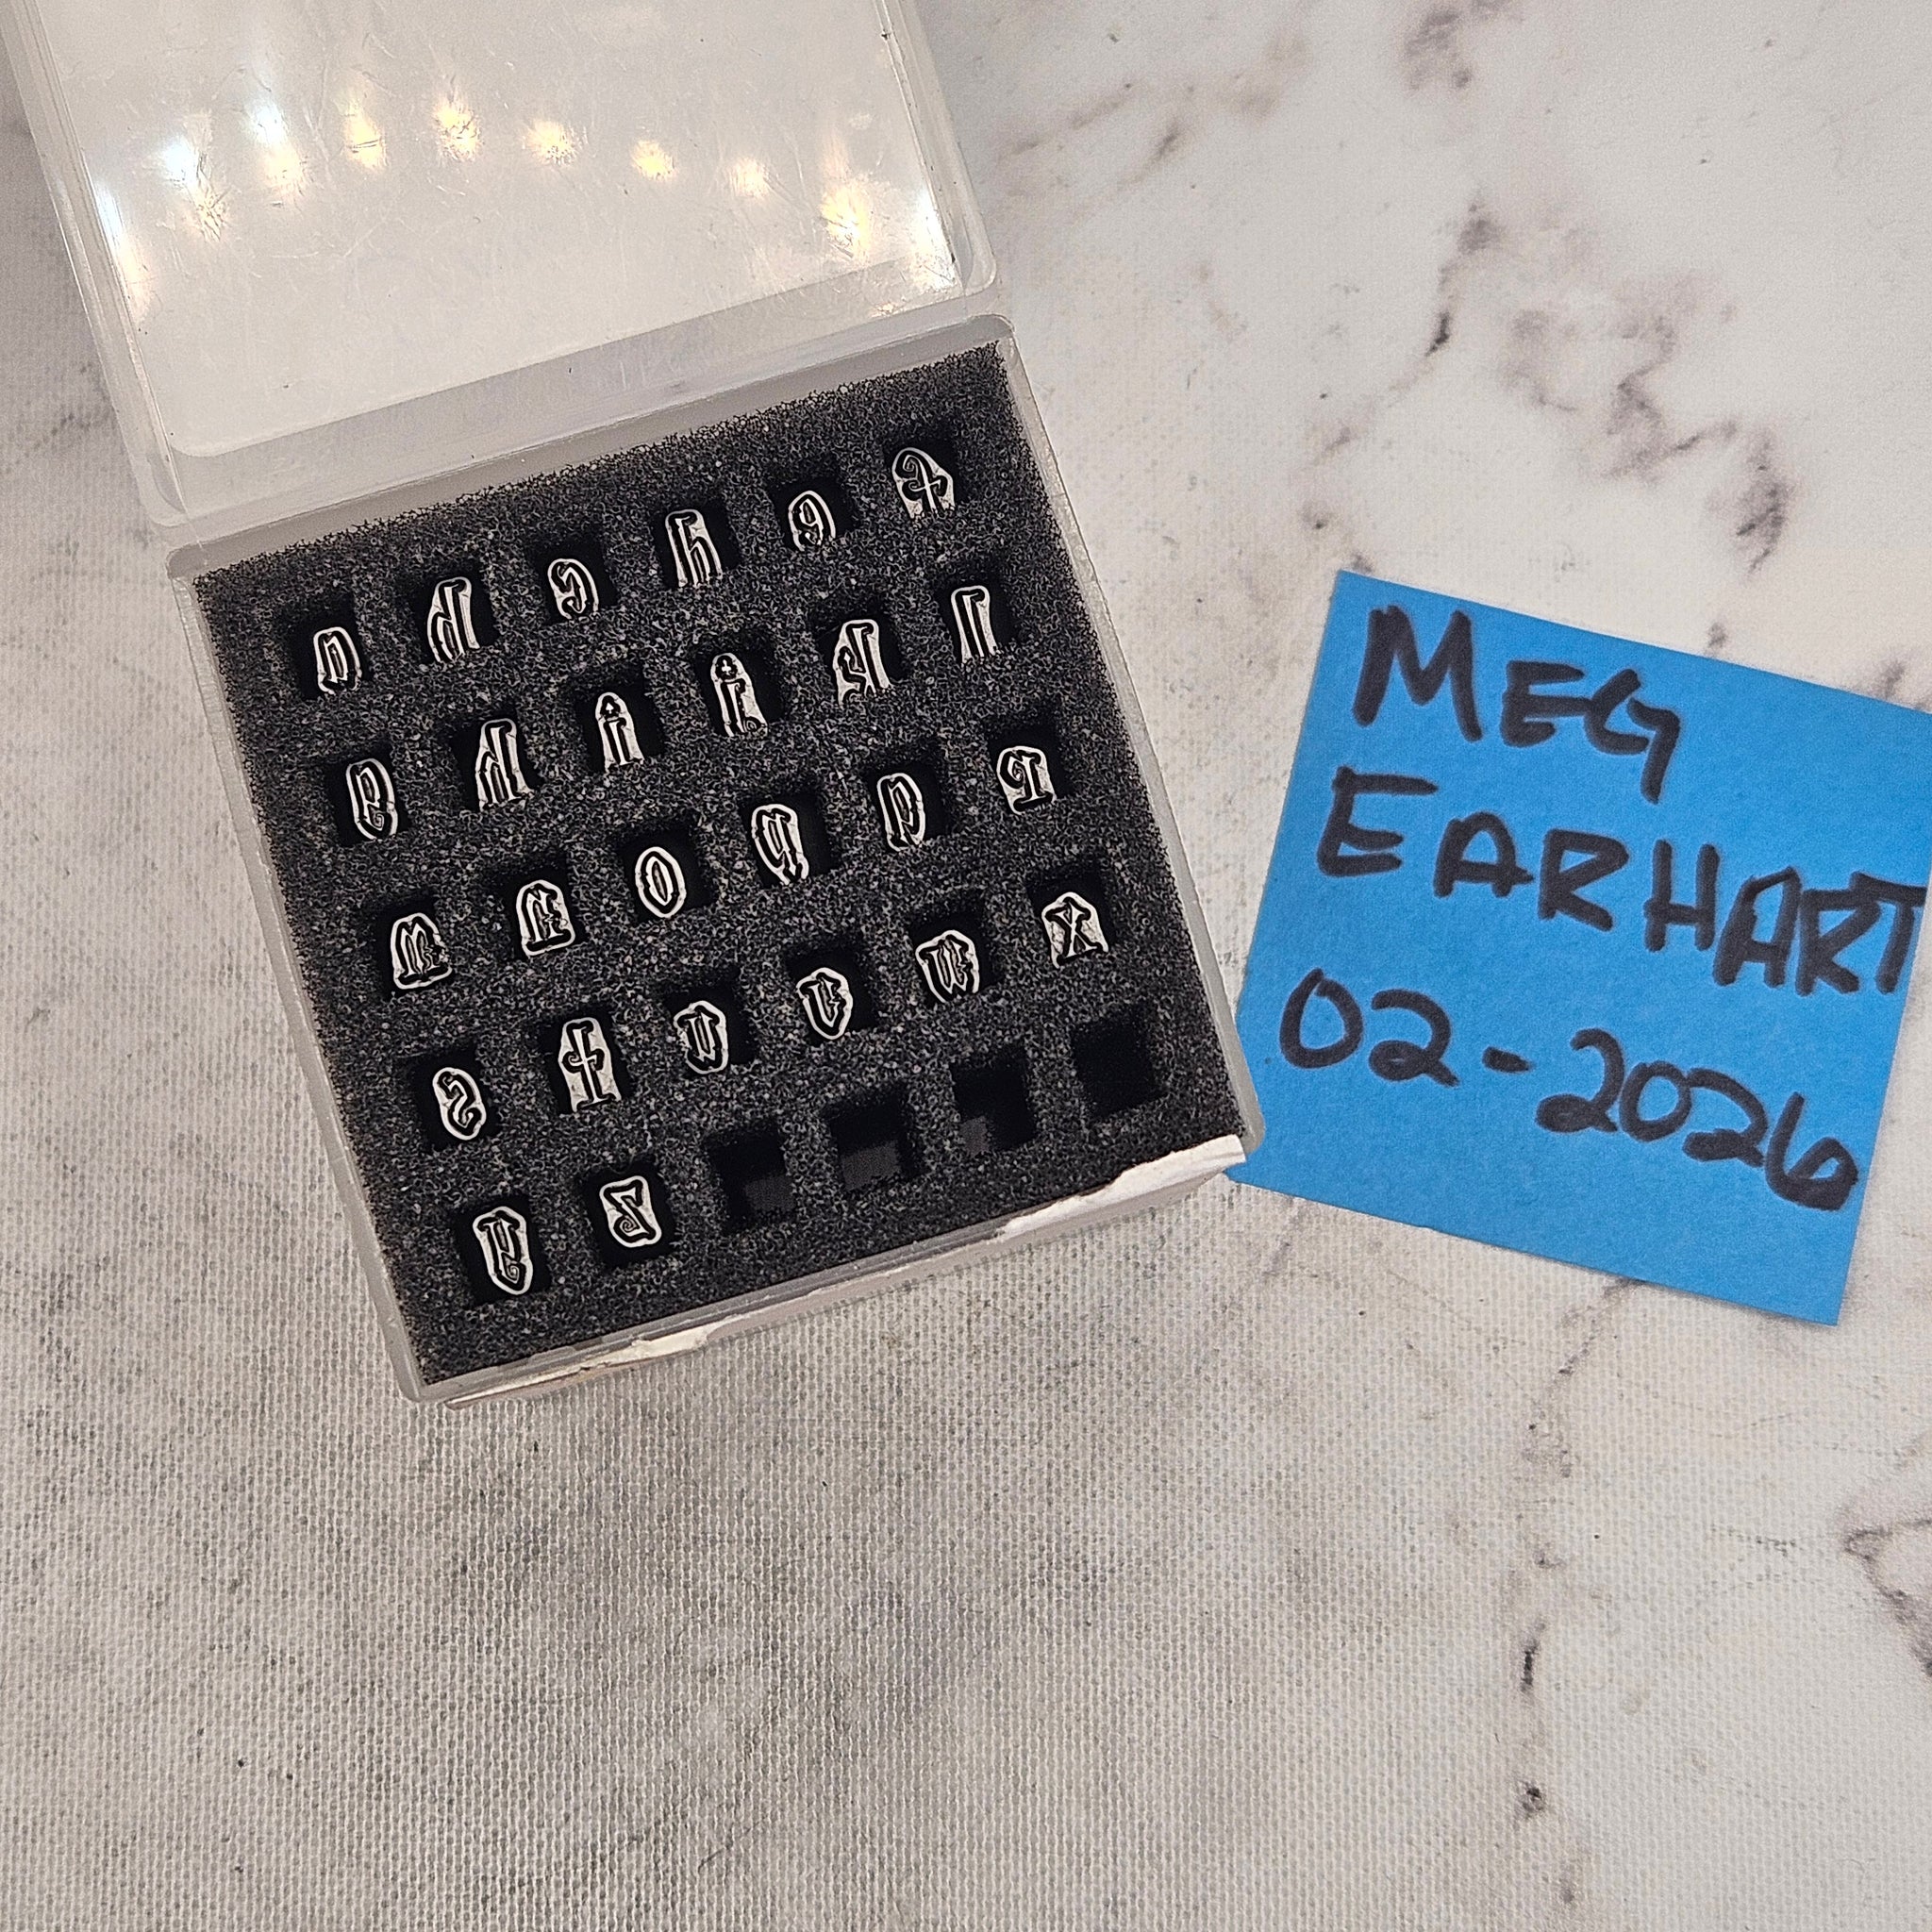 a b c d e f
g h i j k l
m n o p q r
s t u v w x
y z
MEG
EARHART
02-2026